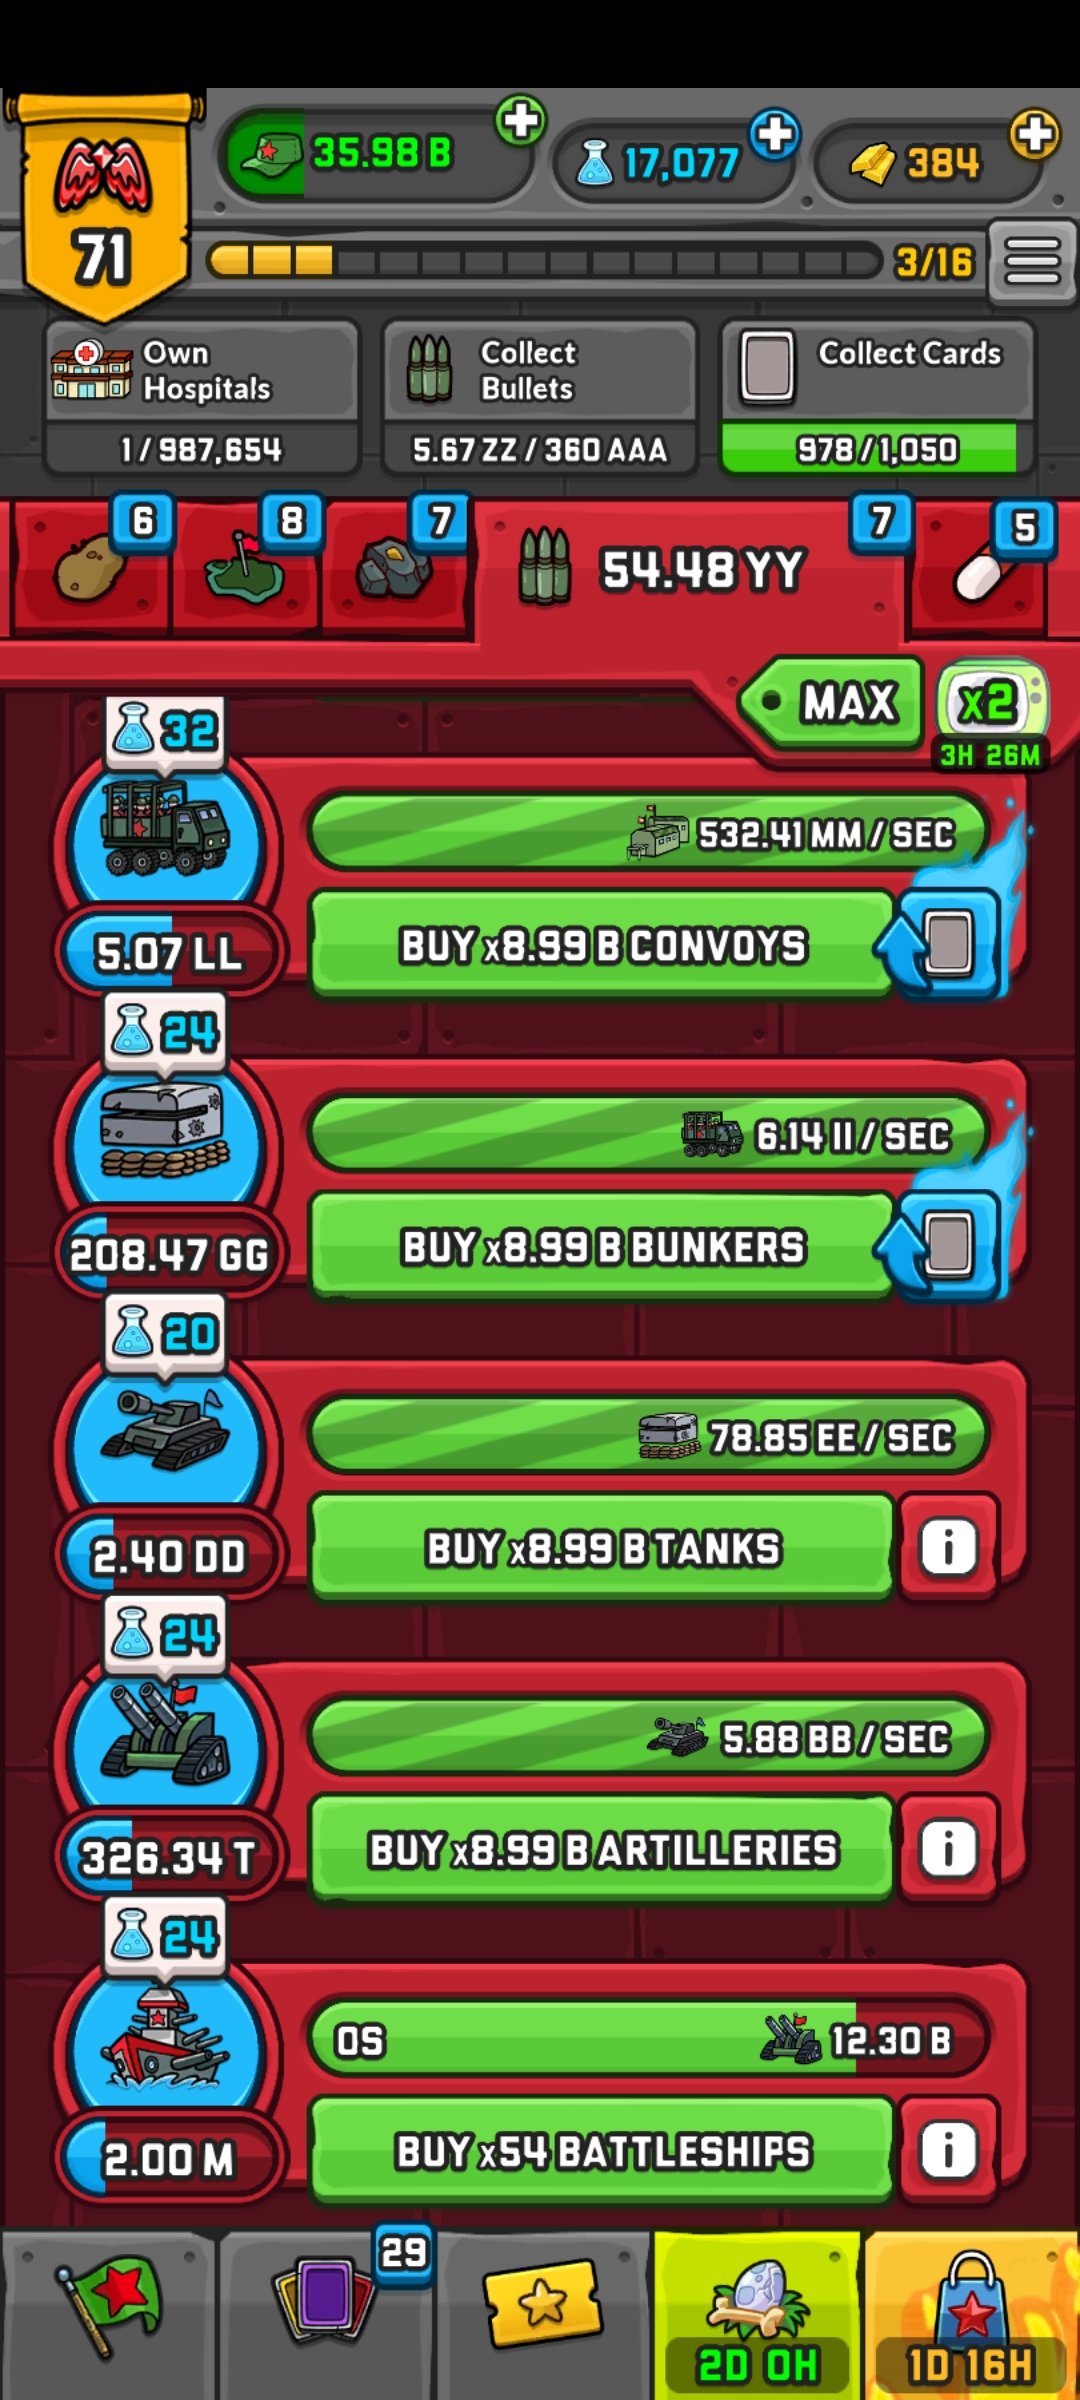 35.98 B
17,077
384
71
3/16
Own
Hospitals
1/987,654
Collect
Bullets
5.67 ZZ / 360 AAA
Collect Cards
978/1,050
6
8
7
54.48 YY
7
5
MAX
x2
3H 26M
32
532.41 MM / SEC
5.07 LL
BUY x8.99 B CONVOYS
24
6.14 II / SEC
208.47 GG
BUY x8.99 B BUNKERS
20
78.85 EE / SEC
2.40 DD
BUY x8.99 B TANKS
i
24
5.88 BB / SEC
326.34 T
BUY x8.99 B ARTILLERIES
i
24
0S
12.30 B
2.00 M
BUY x54 BATTLESHIPS
i
29
2D 0H
1D 16H